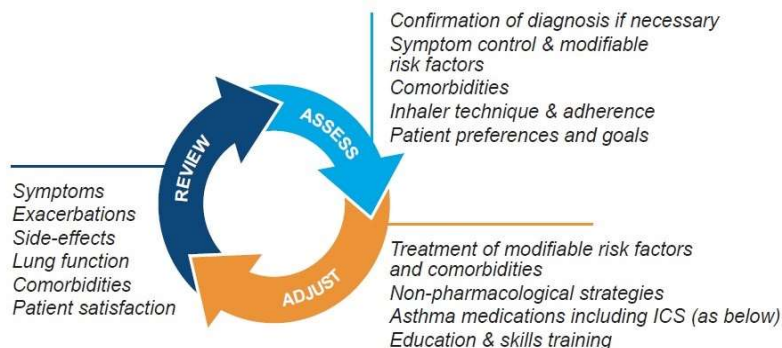 Confirmation of diagnosis if necessary
Symptom control & modifiable
risk factors
Comorbidities
Inhaler technique & adherence
Patient preferences and goals
ASSESS
REVIEW
Symptoms
Exacerbations
Side-effects
Lung function
Comorbidities
Patient satisfaction
ADJUST
Treatment of modifiable risk factors
and comorbidities
Non-pharmacological strategies
Asthma medications including ICS (as below)
Education & skills training